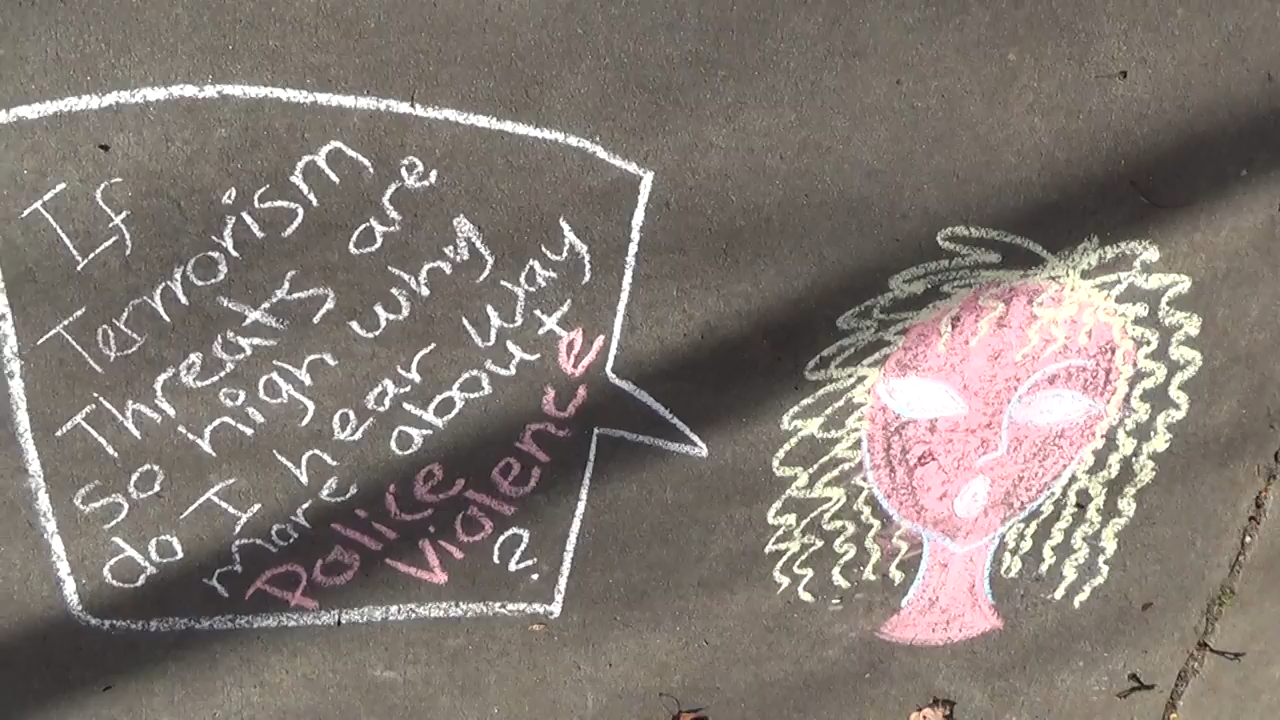 If
Terrorism
Threats are
so high why
do I hear way
more about
Police
violence
?